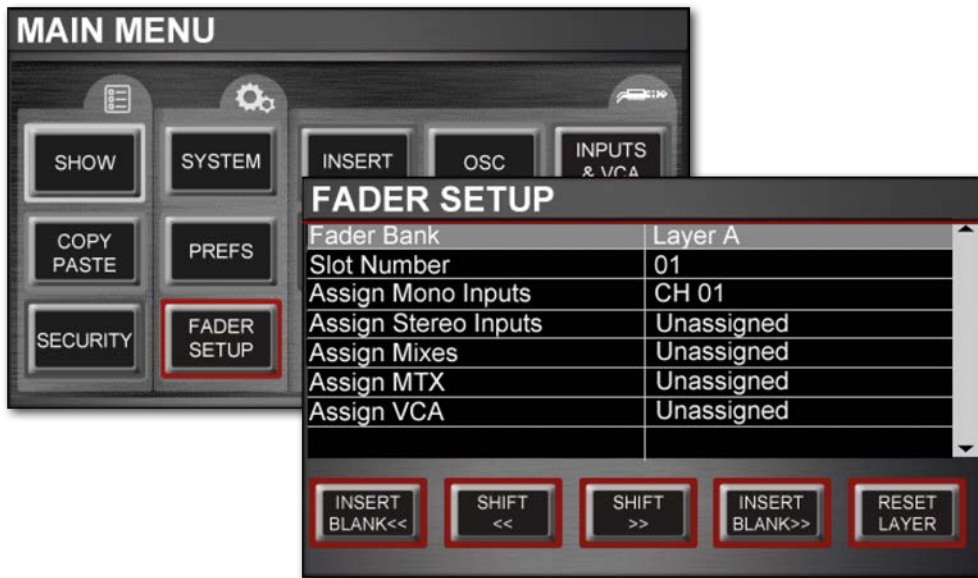 MAIN MENU
SHOW
SYSTEM
INSERT
OSC
INPUTS
& VCA
COPY
PASTE
PREFS
SECURITY
FADER
SETUP
FADER SETUP
Fader Bank Layer A
Slot Number 01
Assign Mono Inputs CH 01
Assign Stereo Inputs Unassigned
Assign Mixes Unassigned
Assign MTX Unassigned
Assign VCA Unassigned
INSERT
BLANK<<
SHIFT
<<
SHIFT
>>
INSERT
BLANK>>
RESET
LAYER